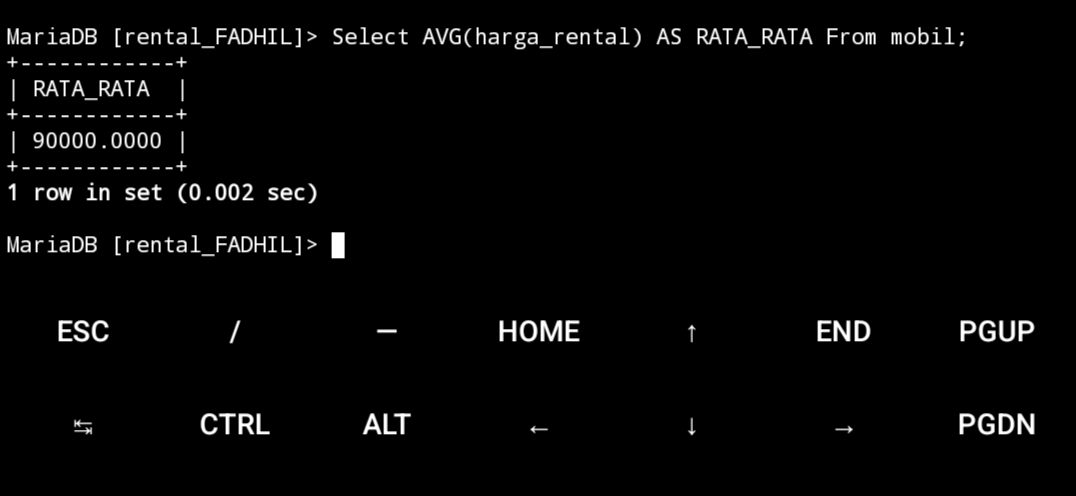 MariaDB [rental_FADHIL]> Select AVG(harga_rental) AS RATA_RATA From mobil;
+------------+
| RATA_RATA  |
+------------+
| 90000.0000 |
+------------+
1 row in set (0.002 sec)
MariaDB [rental_FADHIL]>
ESC / — HOME ↑ END PGUP
↹ CTRL ALT ← ↓ → PGDN